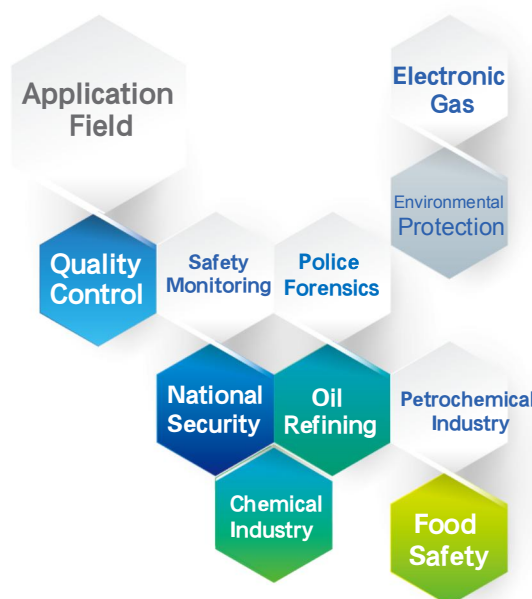 Application
Field
Electronic
Gas
Environmental
Protection
Quality
Control
Safety
Monitoring
Police
Forensics
National
Security
Oil
Refining
Petrochemical
Industry
Chemical
Industry
Food
Safety